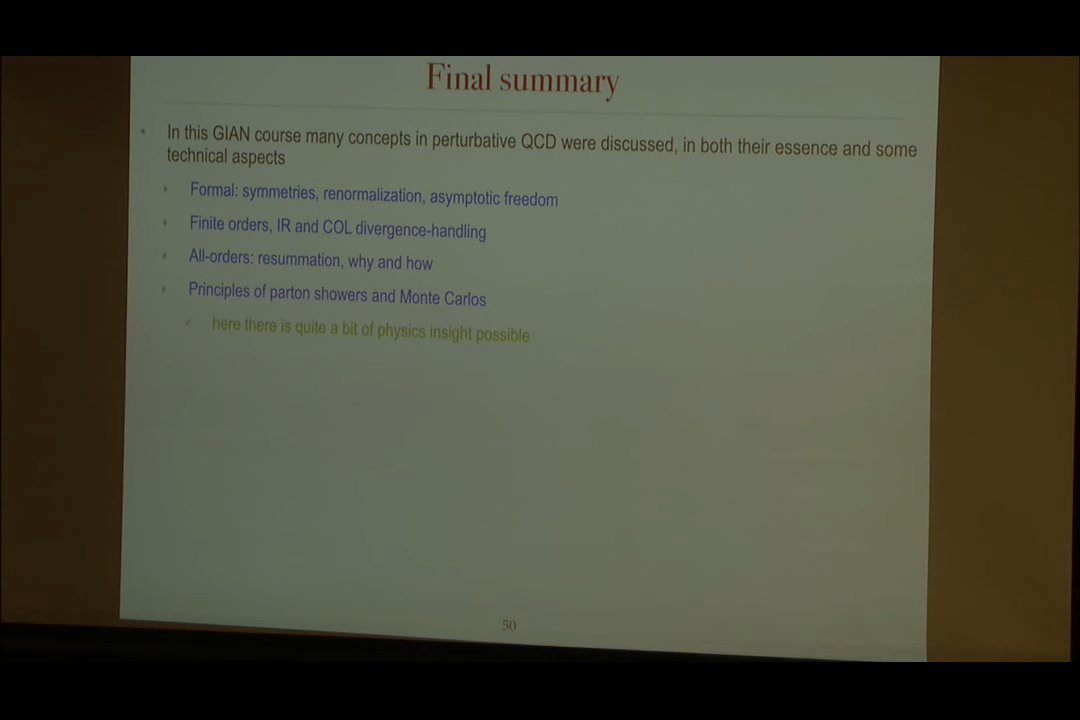 Final summary
In this GIAN course many concepts in perturbative QCD were discussed, in both their essence and some
technical aspects
Formal: symmetries, renormalization, asymptotic freedom
Finite orders, IR and COL divergence-handling
All-orders: resummation, why and how
Principles of parton showers and Monte Carlos
here there is quite a bit of physics insight possible
50